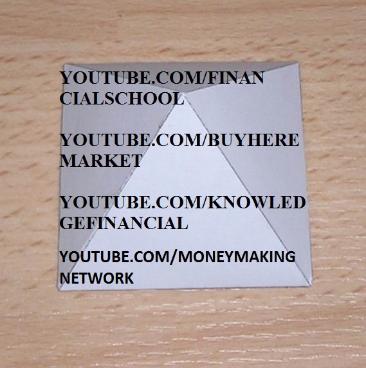 YOUTUBE.COM/FINAN
CIALSCHOOL
YOUTUBE.COM/BUYHERE
MARKET
YOUTUBE.COM/KNOWLED
GEFINANCIAL
YOUTUBE.COM/MONEYMAKING
NETWORK